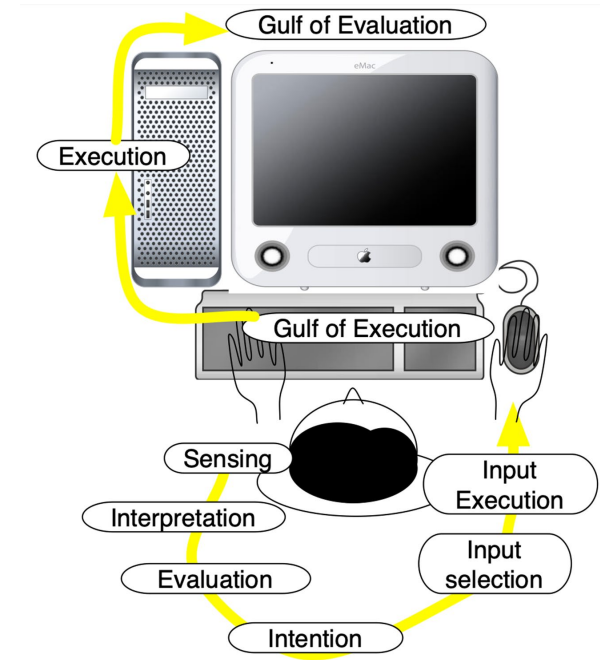 Gulf of Evaluation
eMac
Execution
Gulf of Execution
Sensing
Input
Execution
Interpretation
Input
selection
Evaluation
Intention